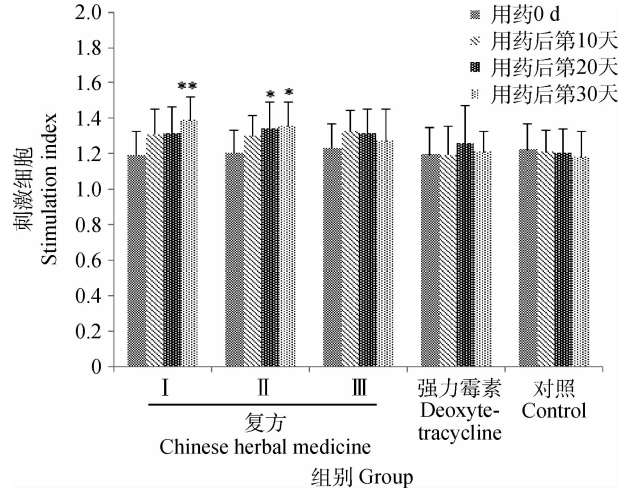 用药0 d
用药后第10天
用药后第20天
用药后第30天
刺激细胞
Stimulation index
2.0
1.8
1.6
1.4
1.2
1.0
0.8
0.6
0.4
0.2
0
**
*
*
Ⅰ
Ⅱ
Ⅲ
强力霉素
Deoxyte-
tracycline
对照
Control
复方
Chinese herbal medicine
组别 Group